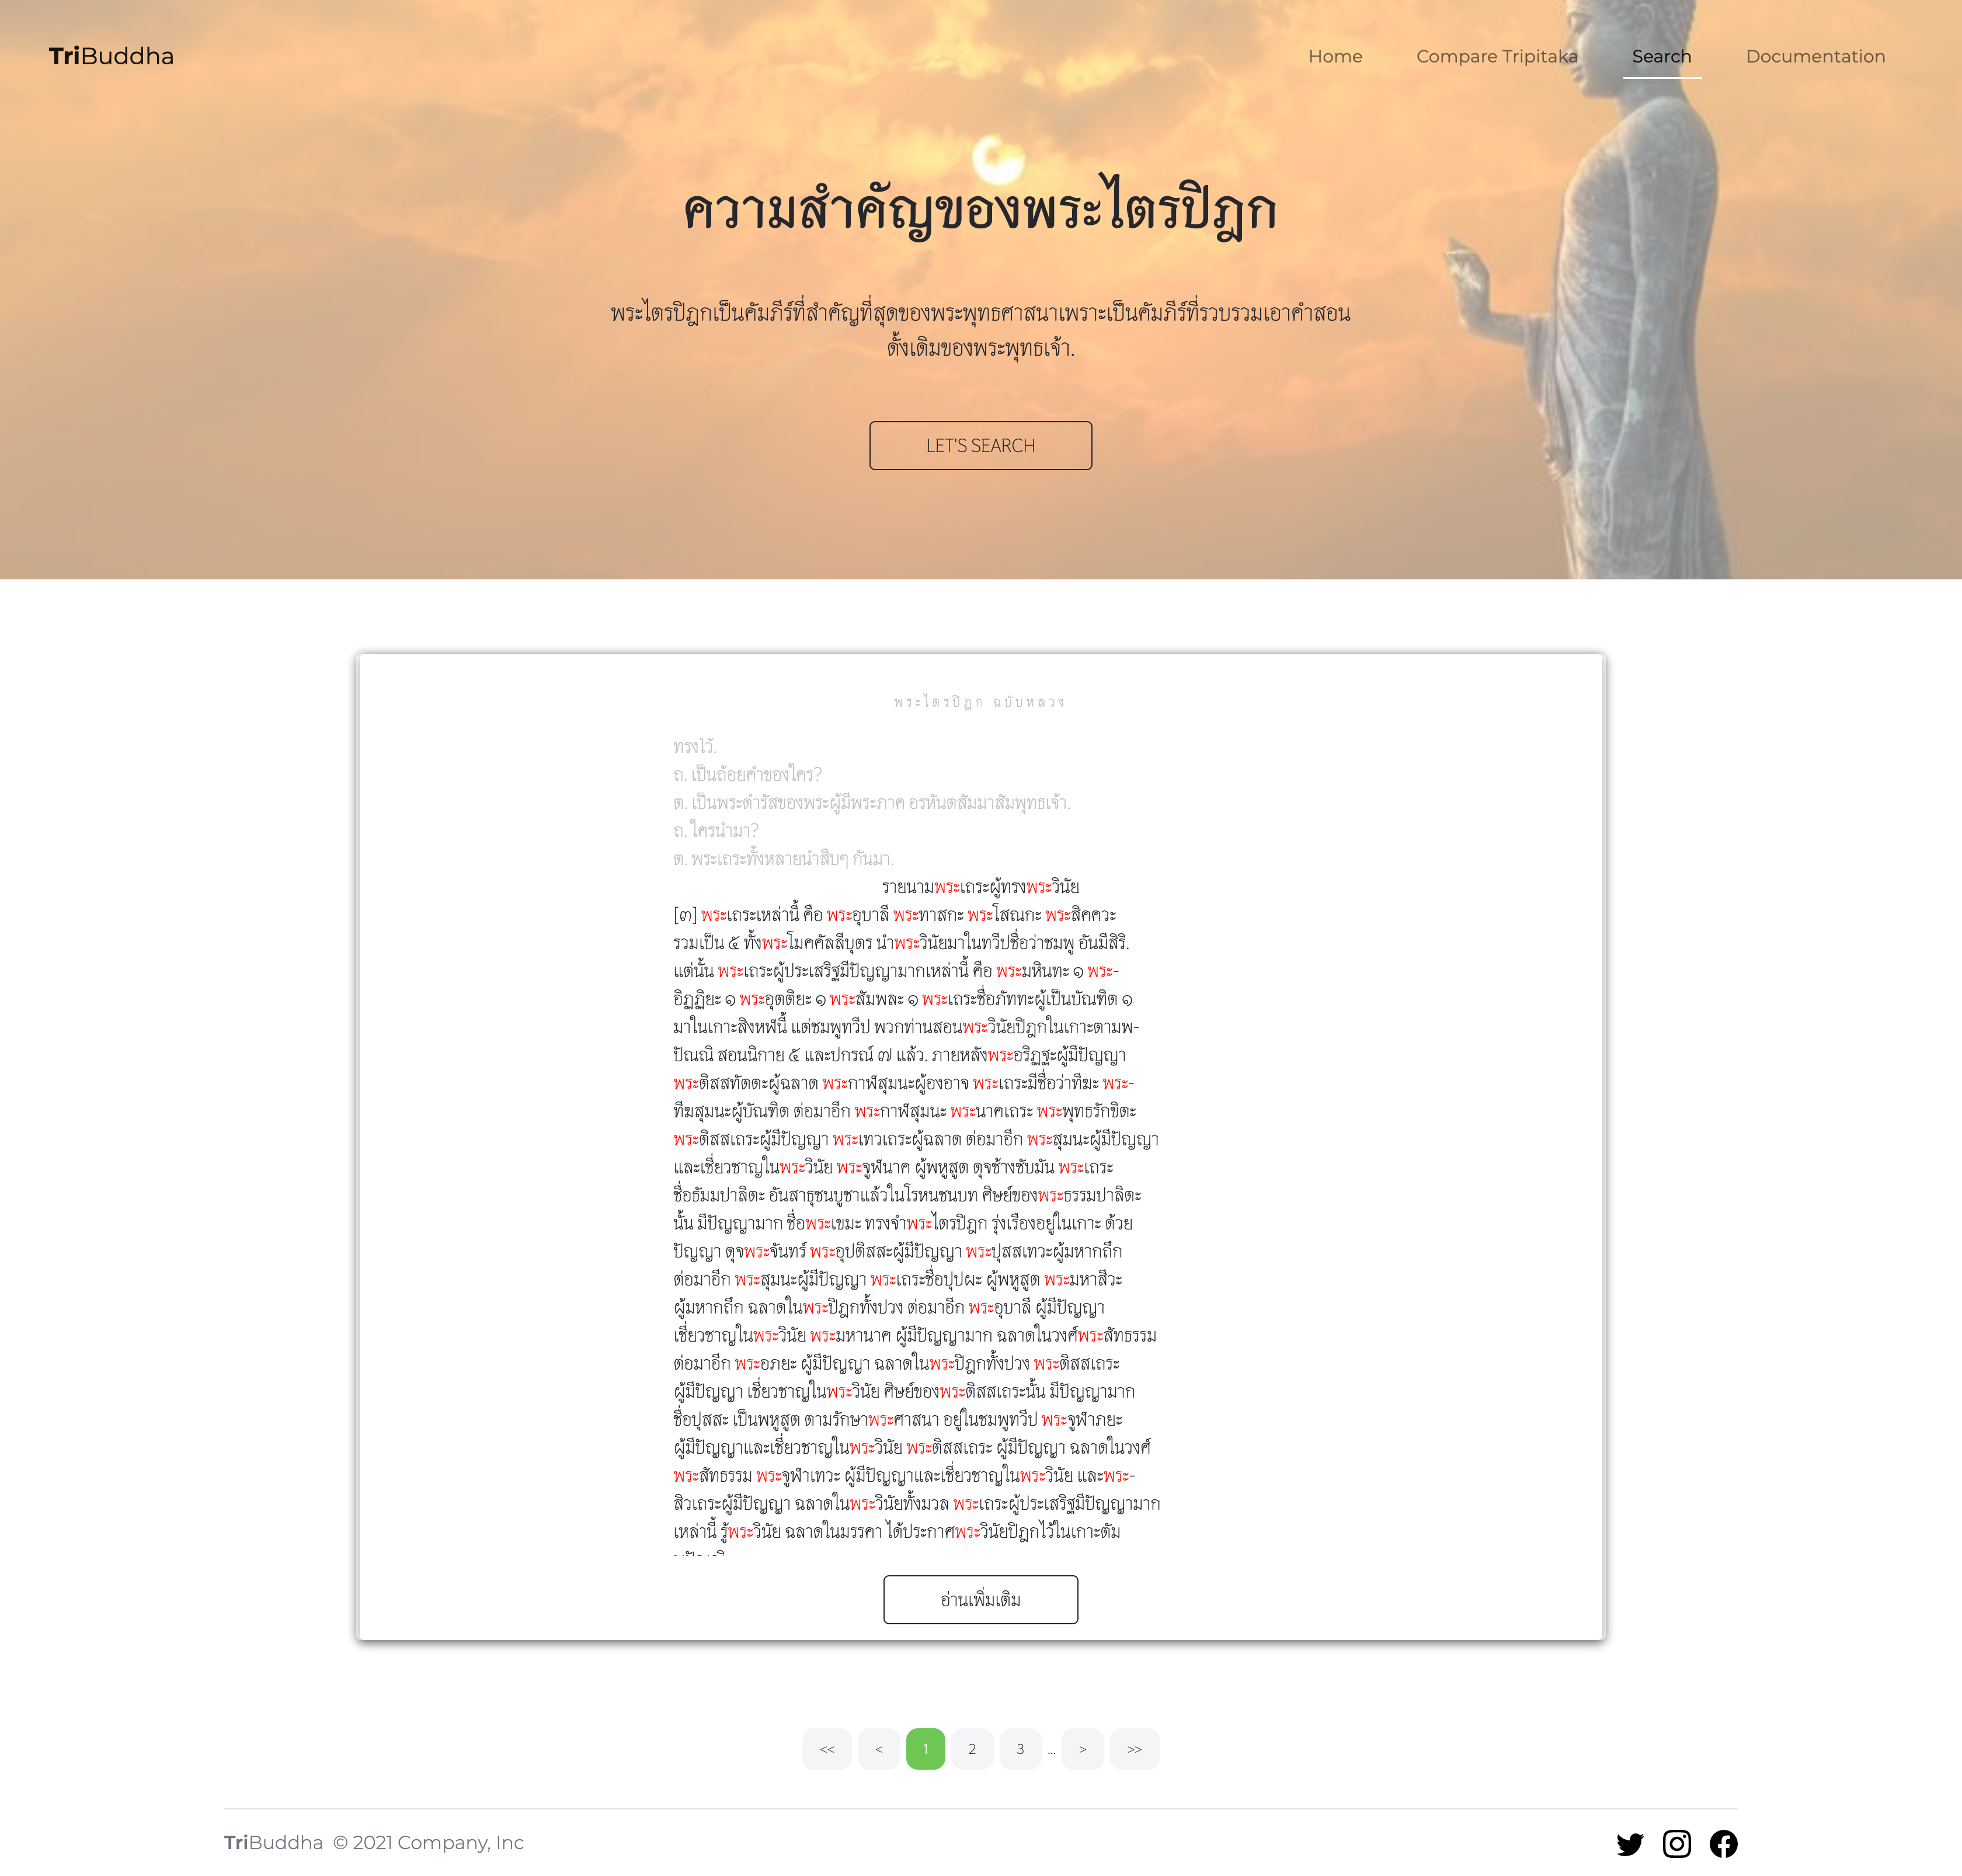 TriBuddha
Home Compare Tripitaka Search Documentation
ความสำคัญของพระไตรปิฎก
พระไตรปิฎกเป็นคัมภีร์ที่สำคัญที่สุดของพระพุทธศาสนาเพราะเป็นคัมภีร์ที่รวบรวมเอาคำสอน
ดั้งเดิมของพระพุทธเจ้า.
LET'S SEARCH
พระไตรปิฎก ฉบับหลวง
ทรงไว้.
ถ. เป็นถ้อยคำของใคร?
ต. เป็นพระดำรัสของพระผู้มีพระภาค อรหันตสัมมาสัมพุทธเจ้า.
ถ. ใครนำมา?
ต. พระเถระทั้งหลายนำสืบๆ กันมา.
รายนามพระเถระผู้ทรงพระวินัย
[๓] พระเถระเหล่านี้ คือ พระอุบาลี พระทาสกะ พระโสณกะ พระสิคควะ
รวมเป็น ๕ ทั้งพระโมคคัลลีบุตร นำพระวินัยมาในทวีปชื่อว่าชมพู อันมีสิริ.
แต่นั้น พระเถระผู้ประเสริฐมีปัญญามากเหล่านี้ คือ พระมหินทะ ๑ พระ-
อิฏฏิยะ ๑ พระอุตติยะ ๑ พระสัมพละ ๑ พระเถระชื่อภัททะผู้เป็นบัณฑิต ๑
มาในเกาะสิงหฬนี้ แต่ชมพูทวีป พวกท่านสอนพระวินัยปิฎกในเกาะตามพ-
ปัณณิ สอนนิกาย ๕ และปกรณ์ ๗ แล้ว. ภายหลังพระอริฏฐะผู้มีปัญญา
พระติสสทัตตะผู้ฉลาด พระกาฬสุมนะผู้องอาจ พระเถระมีชื่อว่าทีฆะ พระ-
ทีฆสุมนะผู้บัณฑิต ต่อมาอีก พระกาฬสุมนะ พระนาคเถระ พระพุทธรักขิตะ
พระติสสเถระผู้มีปัญญา พระเทวเถระผู้ฉลาด ต่อมาอีก พระสุมนะผู้มีปัญญา
และเชี่ยวชาญในพระวินัย พระจูฬนาค ผู้พหูสูต ดุจช้างซับมัน พระเถระ
ชื่อธัมมปาลิตะ อันสาธุชนบูชาแล้วในโรหนชนบท ศิษย์ของพระธรรมปาลิตะ
นั้น มีปัญญามาก ชื่อพระเขมะ ทรงจำพระไตรปิฎก รุ่งเรืองอยู่ในเกาะ ด้วย
ปัญญา ดุจพระจันทร์ พระอุปติสสะผู้มีปัญญา พระปุสสเทวะผู้มหากถึก
ต่อมาอีก พระสุมนะผู้มีปัญญา พระเถระชื่อปุปผะ ผู้พหูสูต พระมหาสีวะ
ผู้มหากถึก ฉลาดในพระปิฎกทั้งปวง ต่อมาอีก พระอุบาลี ผู้มีปัญญา
เชี่ยวชาญในพระวินัย พระมหานาค ผู้มีปัญญามาก ฉลาดในวงศ์พระสัทธรรม
ต่อมาอีก พระอภยะ ผู้มีปัญญา ฉลาดในพระปิฎกทั้งปวง พระติสสเถระ
ผู้มีปัญญา เชี่ยวชาญในพระวินัย ศิษย์ของพระติสสเถระนั้น มีปัญญามาก
ชื่อปุสสะ เป็นพหูสูต ตามรักษาพระศาสนา อยู่ในชมพูทวีป พระจูฬาภยะ
ผู้มีปัญญาและเชี่ยวชาญในพระวินัย พระติสสเถระ ผู้มีปัญญา ฉลาดในวงศ์
พระสัทธรรม พระจูฬาเทวะ ผู้มีปัญญาและเชี่ยวชาญในพระวินัย และพระ-
สิวเถระผู้มีปัญญา ฉลาดในพระวินัยทั้งมวล พระเถระผู้ประเสริฐมีปัญญามาก
เหล่านี้ รู้พระวินัย ฉลาดในมรรคา ได้ประกาศพระวินัยปิฎกไว้ในเกาะตัม
อ่านเพิ่มเติม
<< < 1 2 3 ... > >>
TriBuddha © 2021 Company, Inc